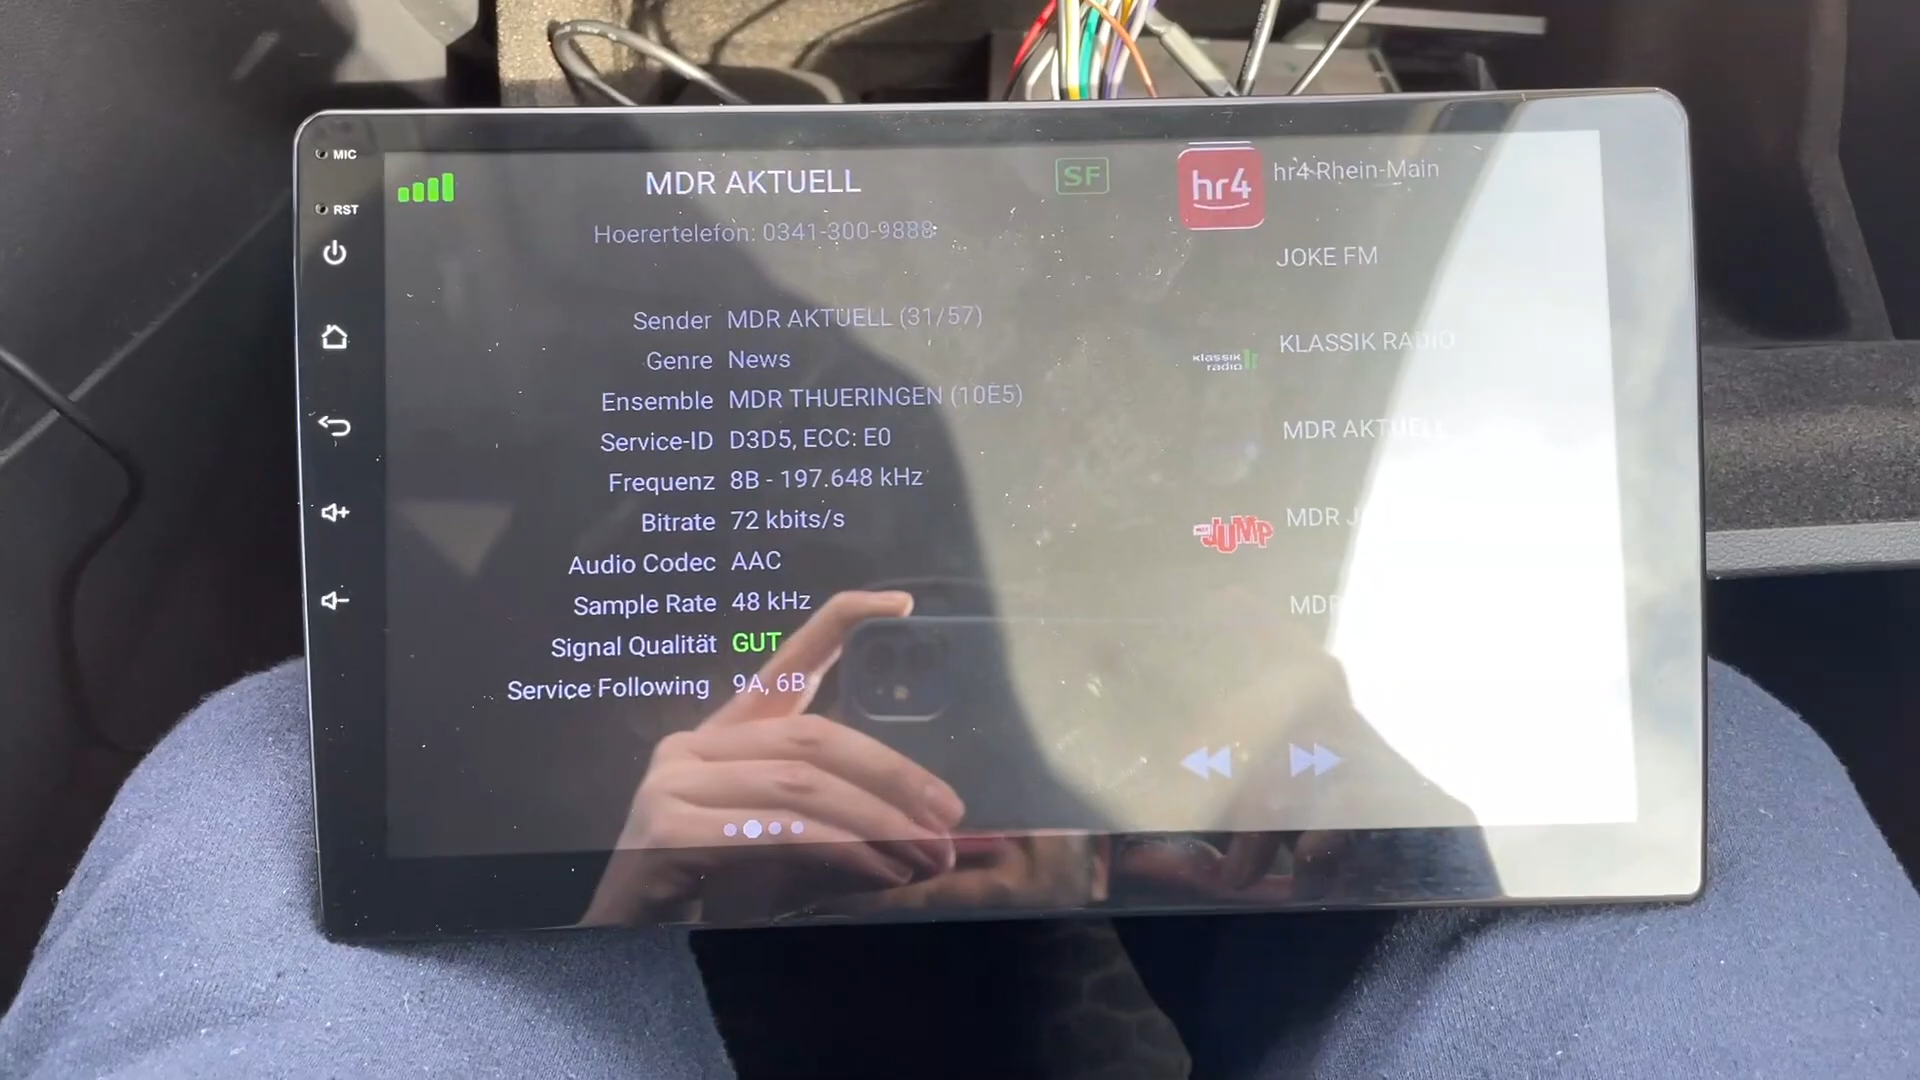 MIC
RST
MDR AKTUELL
SF
Hoerertelefon: 0341-300-9888
Sender MDR AKTUELL (31/57)
Genre News
Ensemble MDR THUERINGEN (10E5)
Service-ID D3D5, ECC: E0
Frequenz 8B - 197.648 kHz
Bitrate 72 kbits/s
Audio Codec AAC
Sample Rate 48 kHz
Signal Qualität GUT
Service Following 9A, 6B
hr4 hr4 Rhein-Main
JOKE FM
klassik radio KLASSIK RADIO
MDR AKTUELL
JUMP MDR